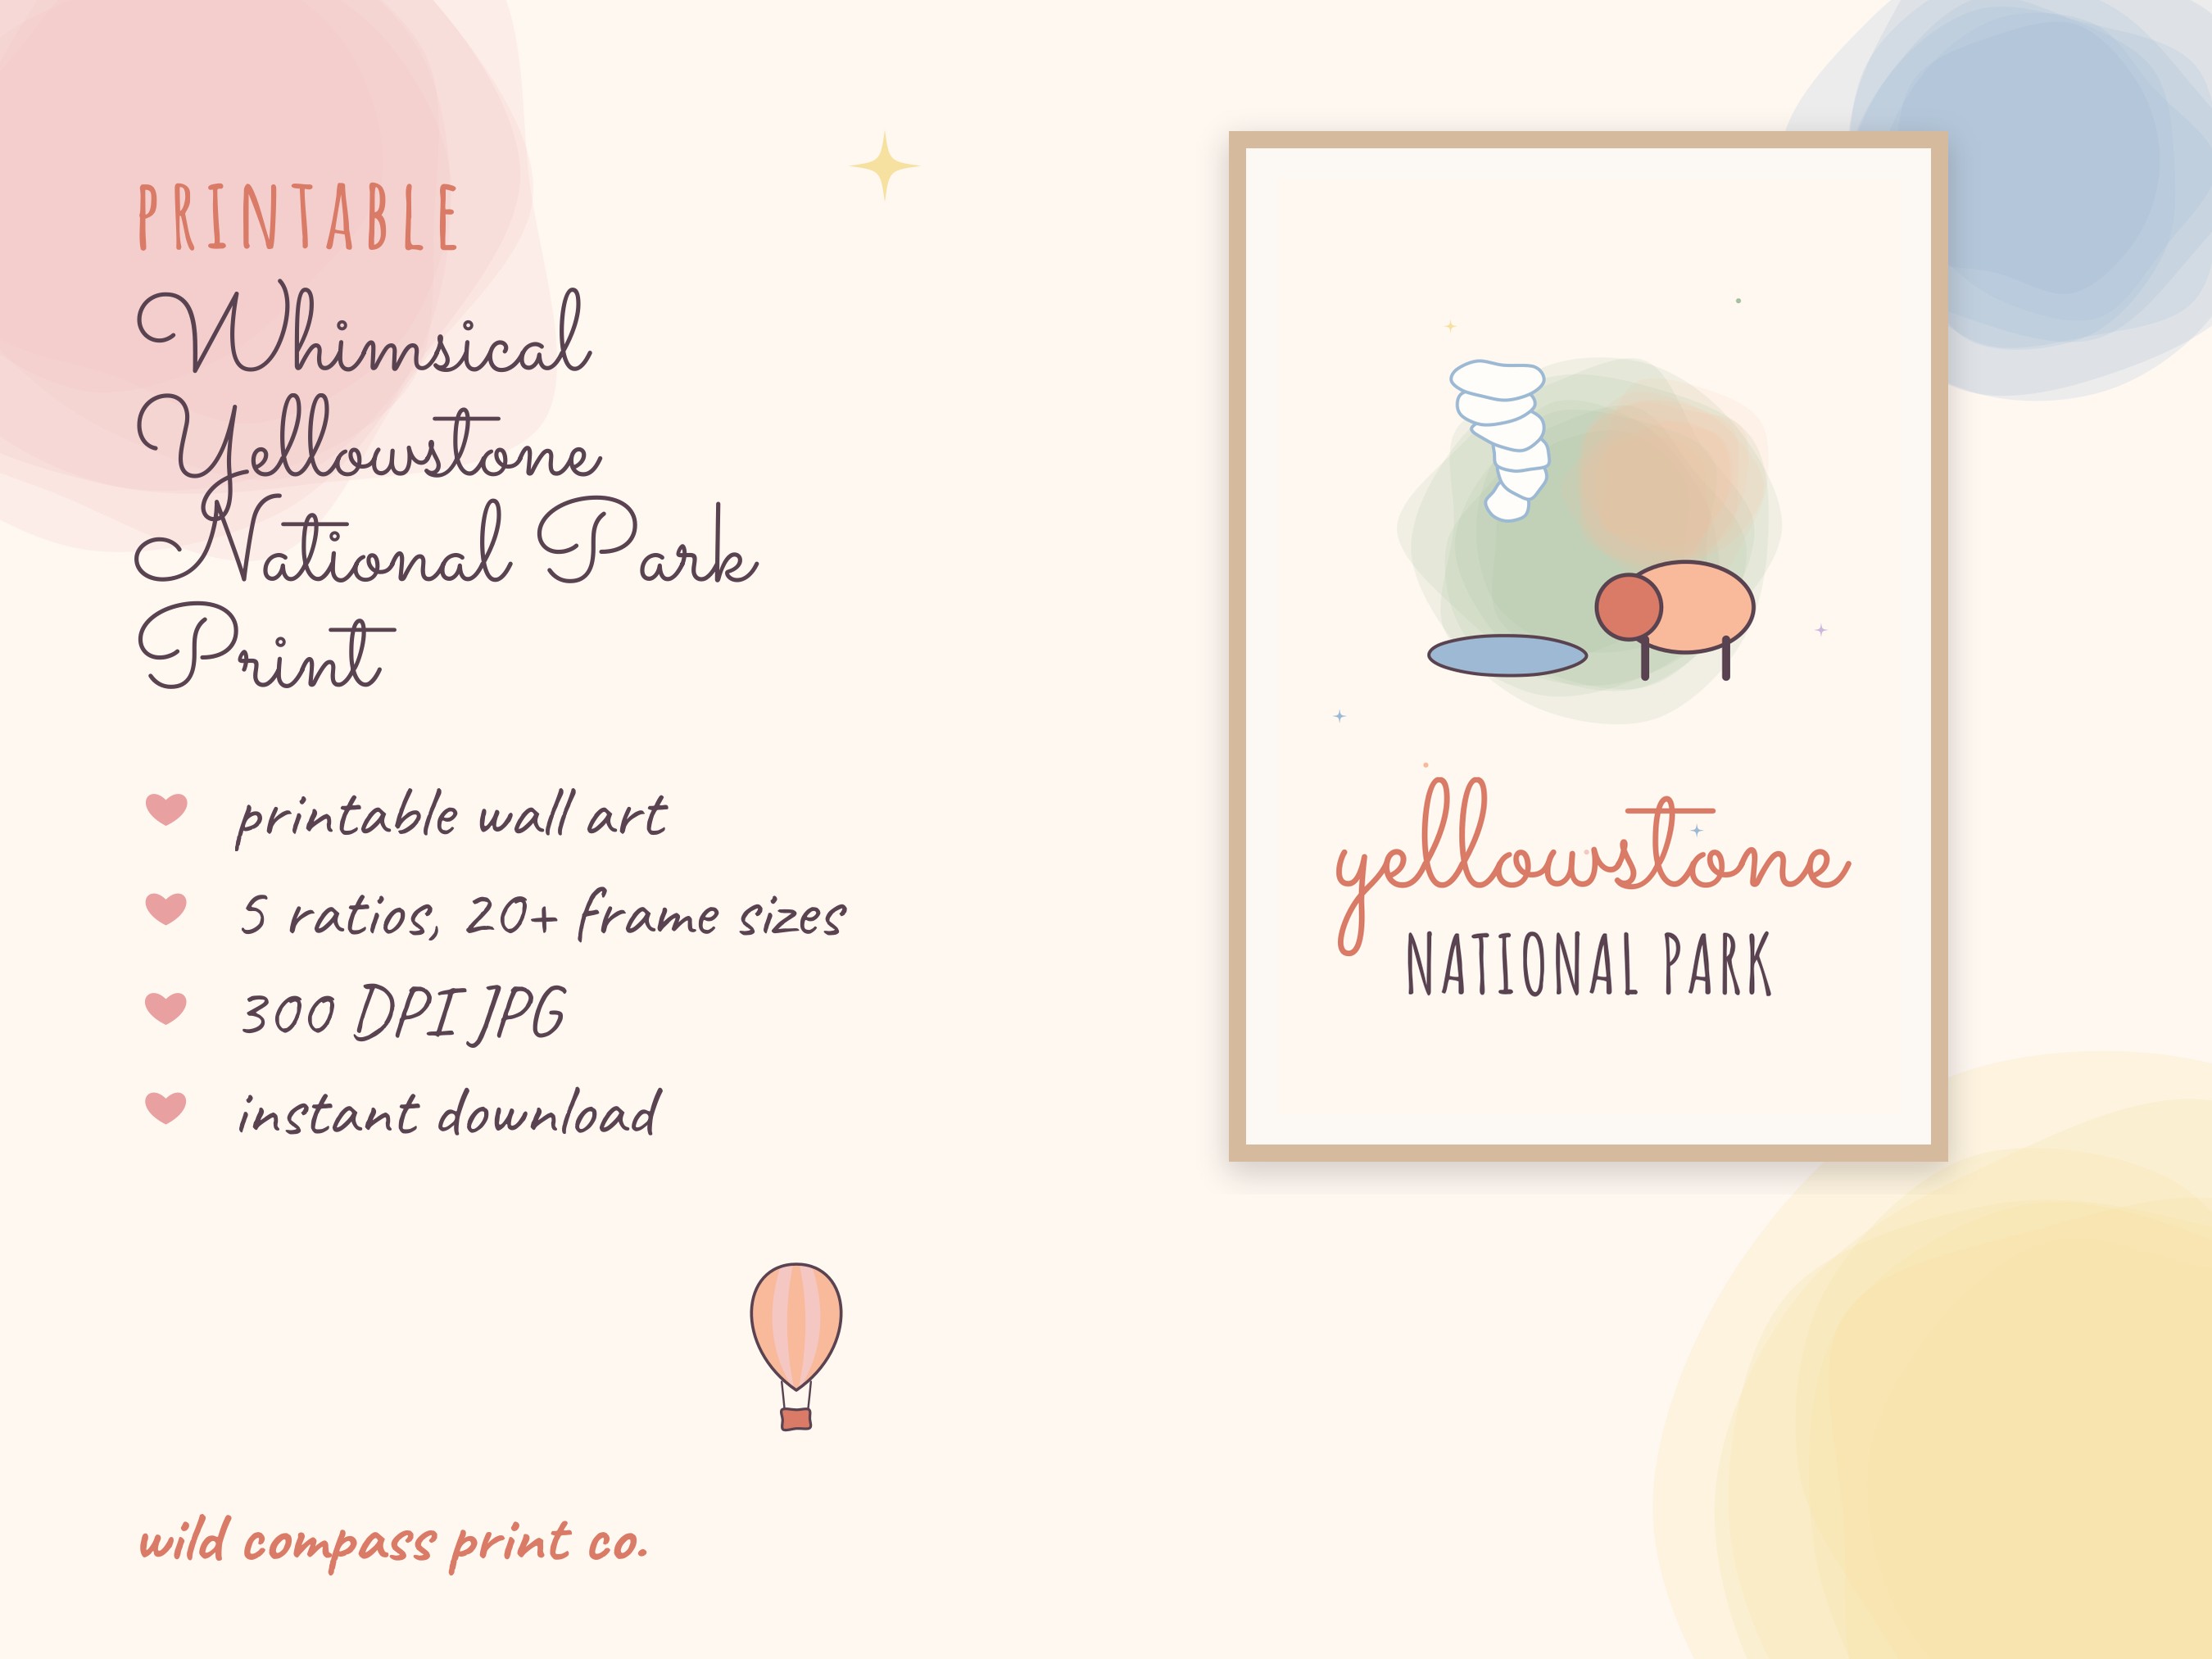 PRINTABLE
Whimsical
Yellowstone
National Park
Print
printable wall art
5 ratios, 20+ frame sizes
300 DPI JPG
instant download
wild compass print co.
yellowstone
NATIONAL PARK